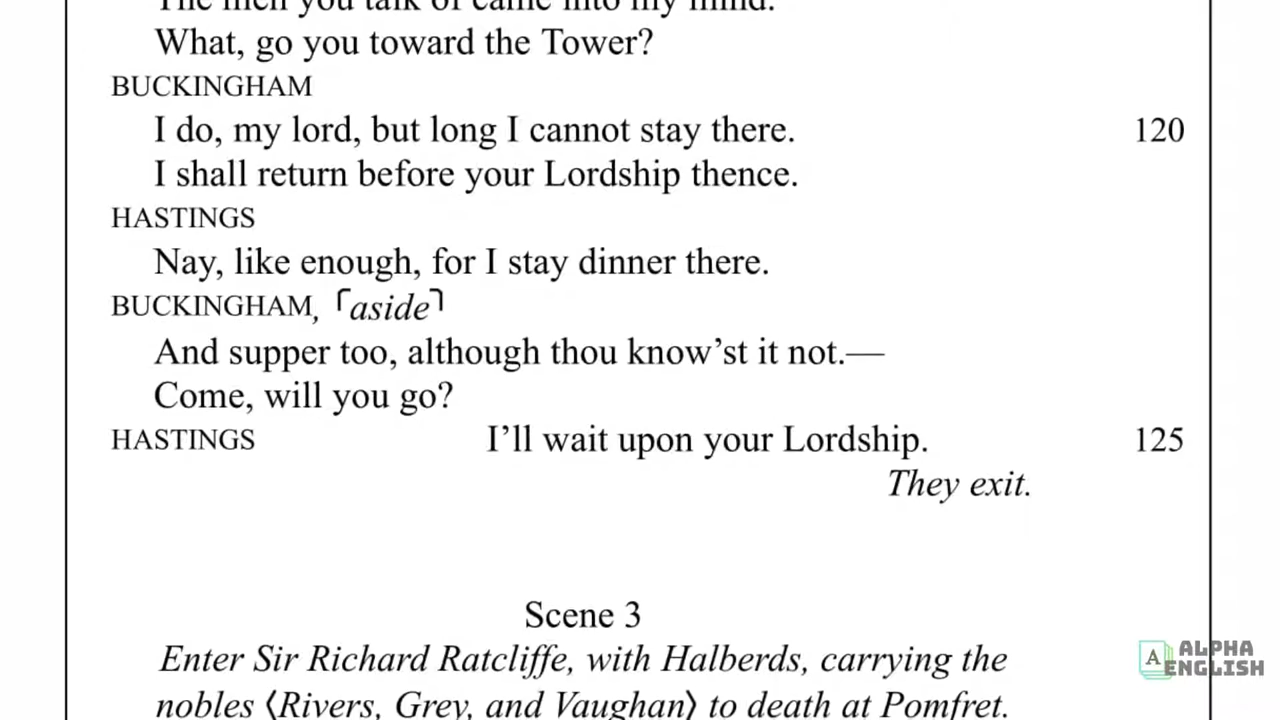 The men you talk of came into my mind.
What, go you toward the Tower?
BUCKINGHAM
I do, my lord, but long I cannot stay there. 120
I shall return before your Lordship thence.
HASTINGS
Nay, like enough, for I stay dinner there.
BUCKINGHAM, ⌜aside⌝
And supper too, although thou know’st it not.—
Come, will you go?
HASTINGS I’ll wait upon your Lordship. 125
They exit.
Scene 3
Enter Sir Richard Ratcliffe, with Halberds, carrying the
nobles ⟨Rivers, Grey, and Vaughan⟩ to death at Pomfret.
A ALPHA
ENGLISH